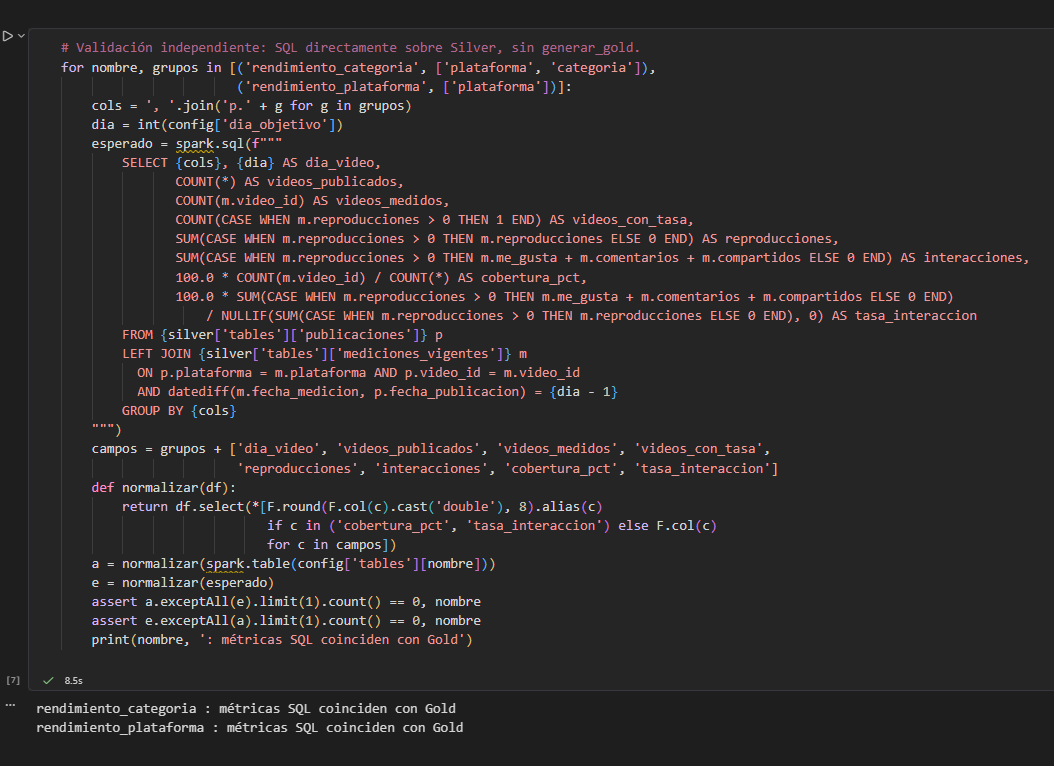 # Validación independiente: SQL directamente sobre Silver, sin generar_gold.
for nombre, grupos in [('rendimiento_categoria', ['plataforma', 'categoria']),
('rendimiento_plataforma', ['plataforma'])]:
cols = ', '.join('p.' + g for g in grupos)
dia = int(config['dia_objetivo'])
esperado = spark.sql(f"""
SELECT {cols}, {dia} AS dia_video,
COUNT(*) AS videos_publicados,
COUNT(m.video_id) AS videos_medidos,
COUNT(CASE WHEN m.reproducciones > 0 THEN 1 END) AS videos_con_tasa,
SUM(CASE WHEN m.reproducciones > 0 THEN m.reproducciones ELSE 0 END) AS reproducciones,
SUM(CASE WHEN m.reproducciones > 0 THEN m.me_gusta + m.comentarios + m.compartidos ELSE 0 END) AS interacciones,
100.0 * COUNT(m.video_id) / COUNT(*) AS cobertura_pct,
100.0 * SUM(CASE WHEN m.reproducciones > 0 THEN m.me_gusta + m.comentarios + m.compartidos ELSE 0 END)
/ NULLIF(SUM(CASE WHEN m.reproducciones > 0 THEN m.reproducciones ELSE 0 END), 0) AS tasa_interaccion
FROM {silver['tables']['publicaciones']} p
LEFT JOIN {silver['tables']['mediciones_vigentes']} m
ON p.plataforma = m.plataforma AND p.video_id = m.video_id
AND datediff(m.fecha_medicion, p.fecha_publicacion) = {dia - 1}
GROUP BY {cols}
""")
campos = grupos + ['dia_video', 'videos_publicados', 'videos_medidos', 'videos_con_tasa',
'reproducciones', 'interacciones', 'cobertura_pct', 'tasa_interaccion']
def normalizar(df):
return df.select(*[F.round(F.col(c).cast('double'), 8).alias(c)
if c in ('cobertura_pct', 'tasa_interaccion') else F.col(c)
for c in campos])
a = normalizar(spark.table(config['tables'][nombre]))
e = normalizar(esperado)
assert a.exceptAll(e).limit(1).count() == 0, nombre
assert e.exceptAll(a).limit(1).count() == 0, nombre
print(nombre, ': métricas SQL coinciden con Gold')
[7] 8.5s
rendimiento_categoria : métricas SQL coinciden con Gold
rendimiento_plataforma : métricas SQL coinciden con Gold